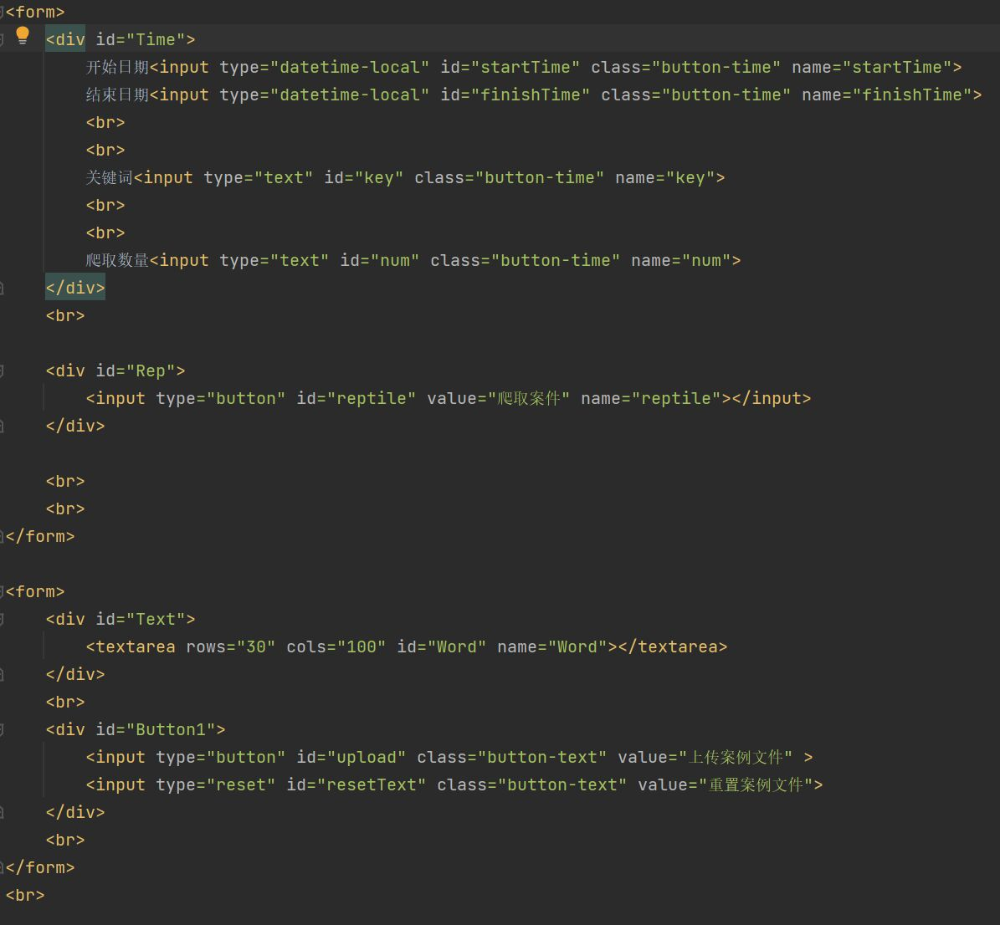 <form>
<div id="Time">
开始日期<input type="datetime-local" id="startTime" class="button-time" name="startTime">
结束日期<input type="datetime-local" id="finishTime" class="button-time" name="finishTime">
<br>
<br>
关键词<input type="text" id="key" class="button-time" name="key">
<br>
<br>
爬取数量<input type="text" id="num" class="button-time" name="num">
</div>
<br>
<div id="Rep">
<input type="button" id="reptile" value="爬取案件" name="reptile"></input>
</div>
<br>
<br>
</form>
<form>
<div id="Text">
<textarea rows="30" cols="100" id="Word" name="Word"></textarea>
</div>
<br>
<div id="Button1">
<input type="button" id="upload" class="button-text" value="上传案例文件" >
<input type="reset" id="resetText" class="button-text" value="重置案例文件">
</div>
<br>
</form>
<br>